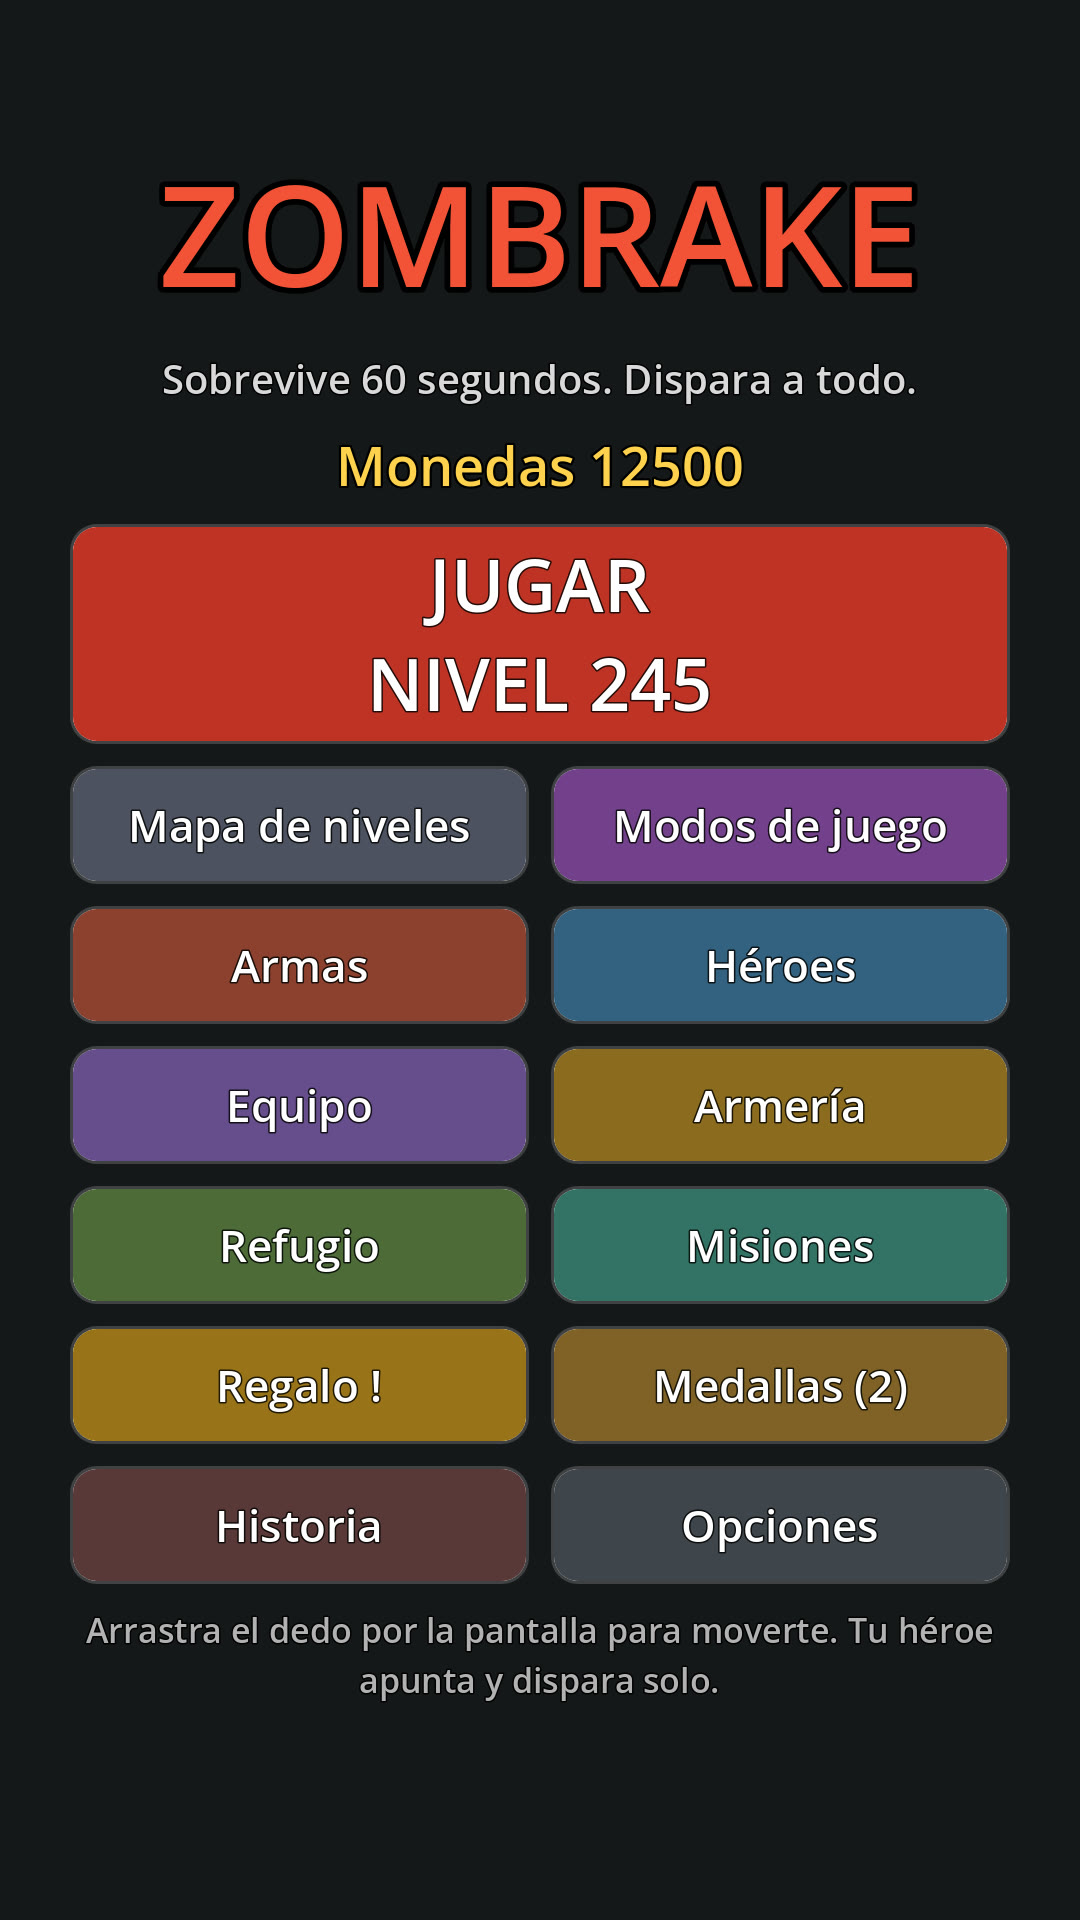 ZOMBRAKE
Sobrevive 60 segundos. Dispara a todo.
Monedas 12500
JUGAR
NIVEL 245
Mapa de niveles
Modos de juego
Armas
Héroes
Equipo
Armería
Refugio
Misiones
Regalo !
Medallas (2)
Historia
Opciones
Arrastra el dedo por la pantalla para moverte. Tu héroe
apunta y dispara solo.